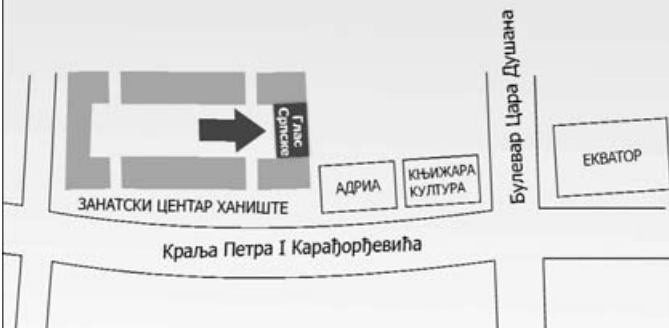 Булевар Цара Душана
Глас
Српске
ЕКВАТОР
КЊИЖАРА
КУЛТУРА
АДРИА
ЗАНАТСКИ ЦЕНТАР ХАНИШТЕ
Краља Петра I Карађорђевића